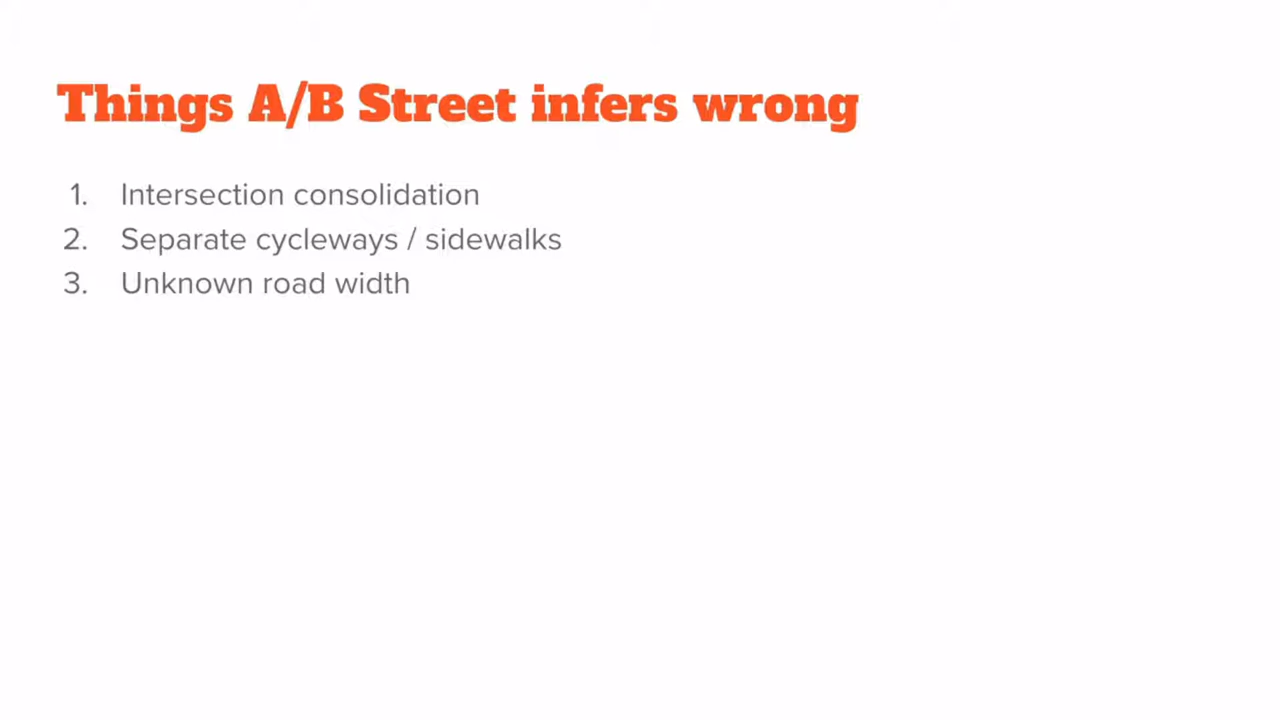 Things A/B Street infers wrong
1. Intersection consolidation
2. Separate cycleways / sidewalks
3. Unknown road width